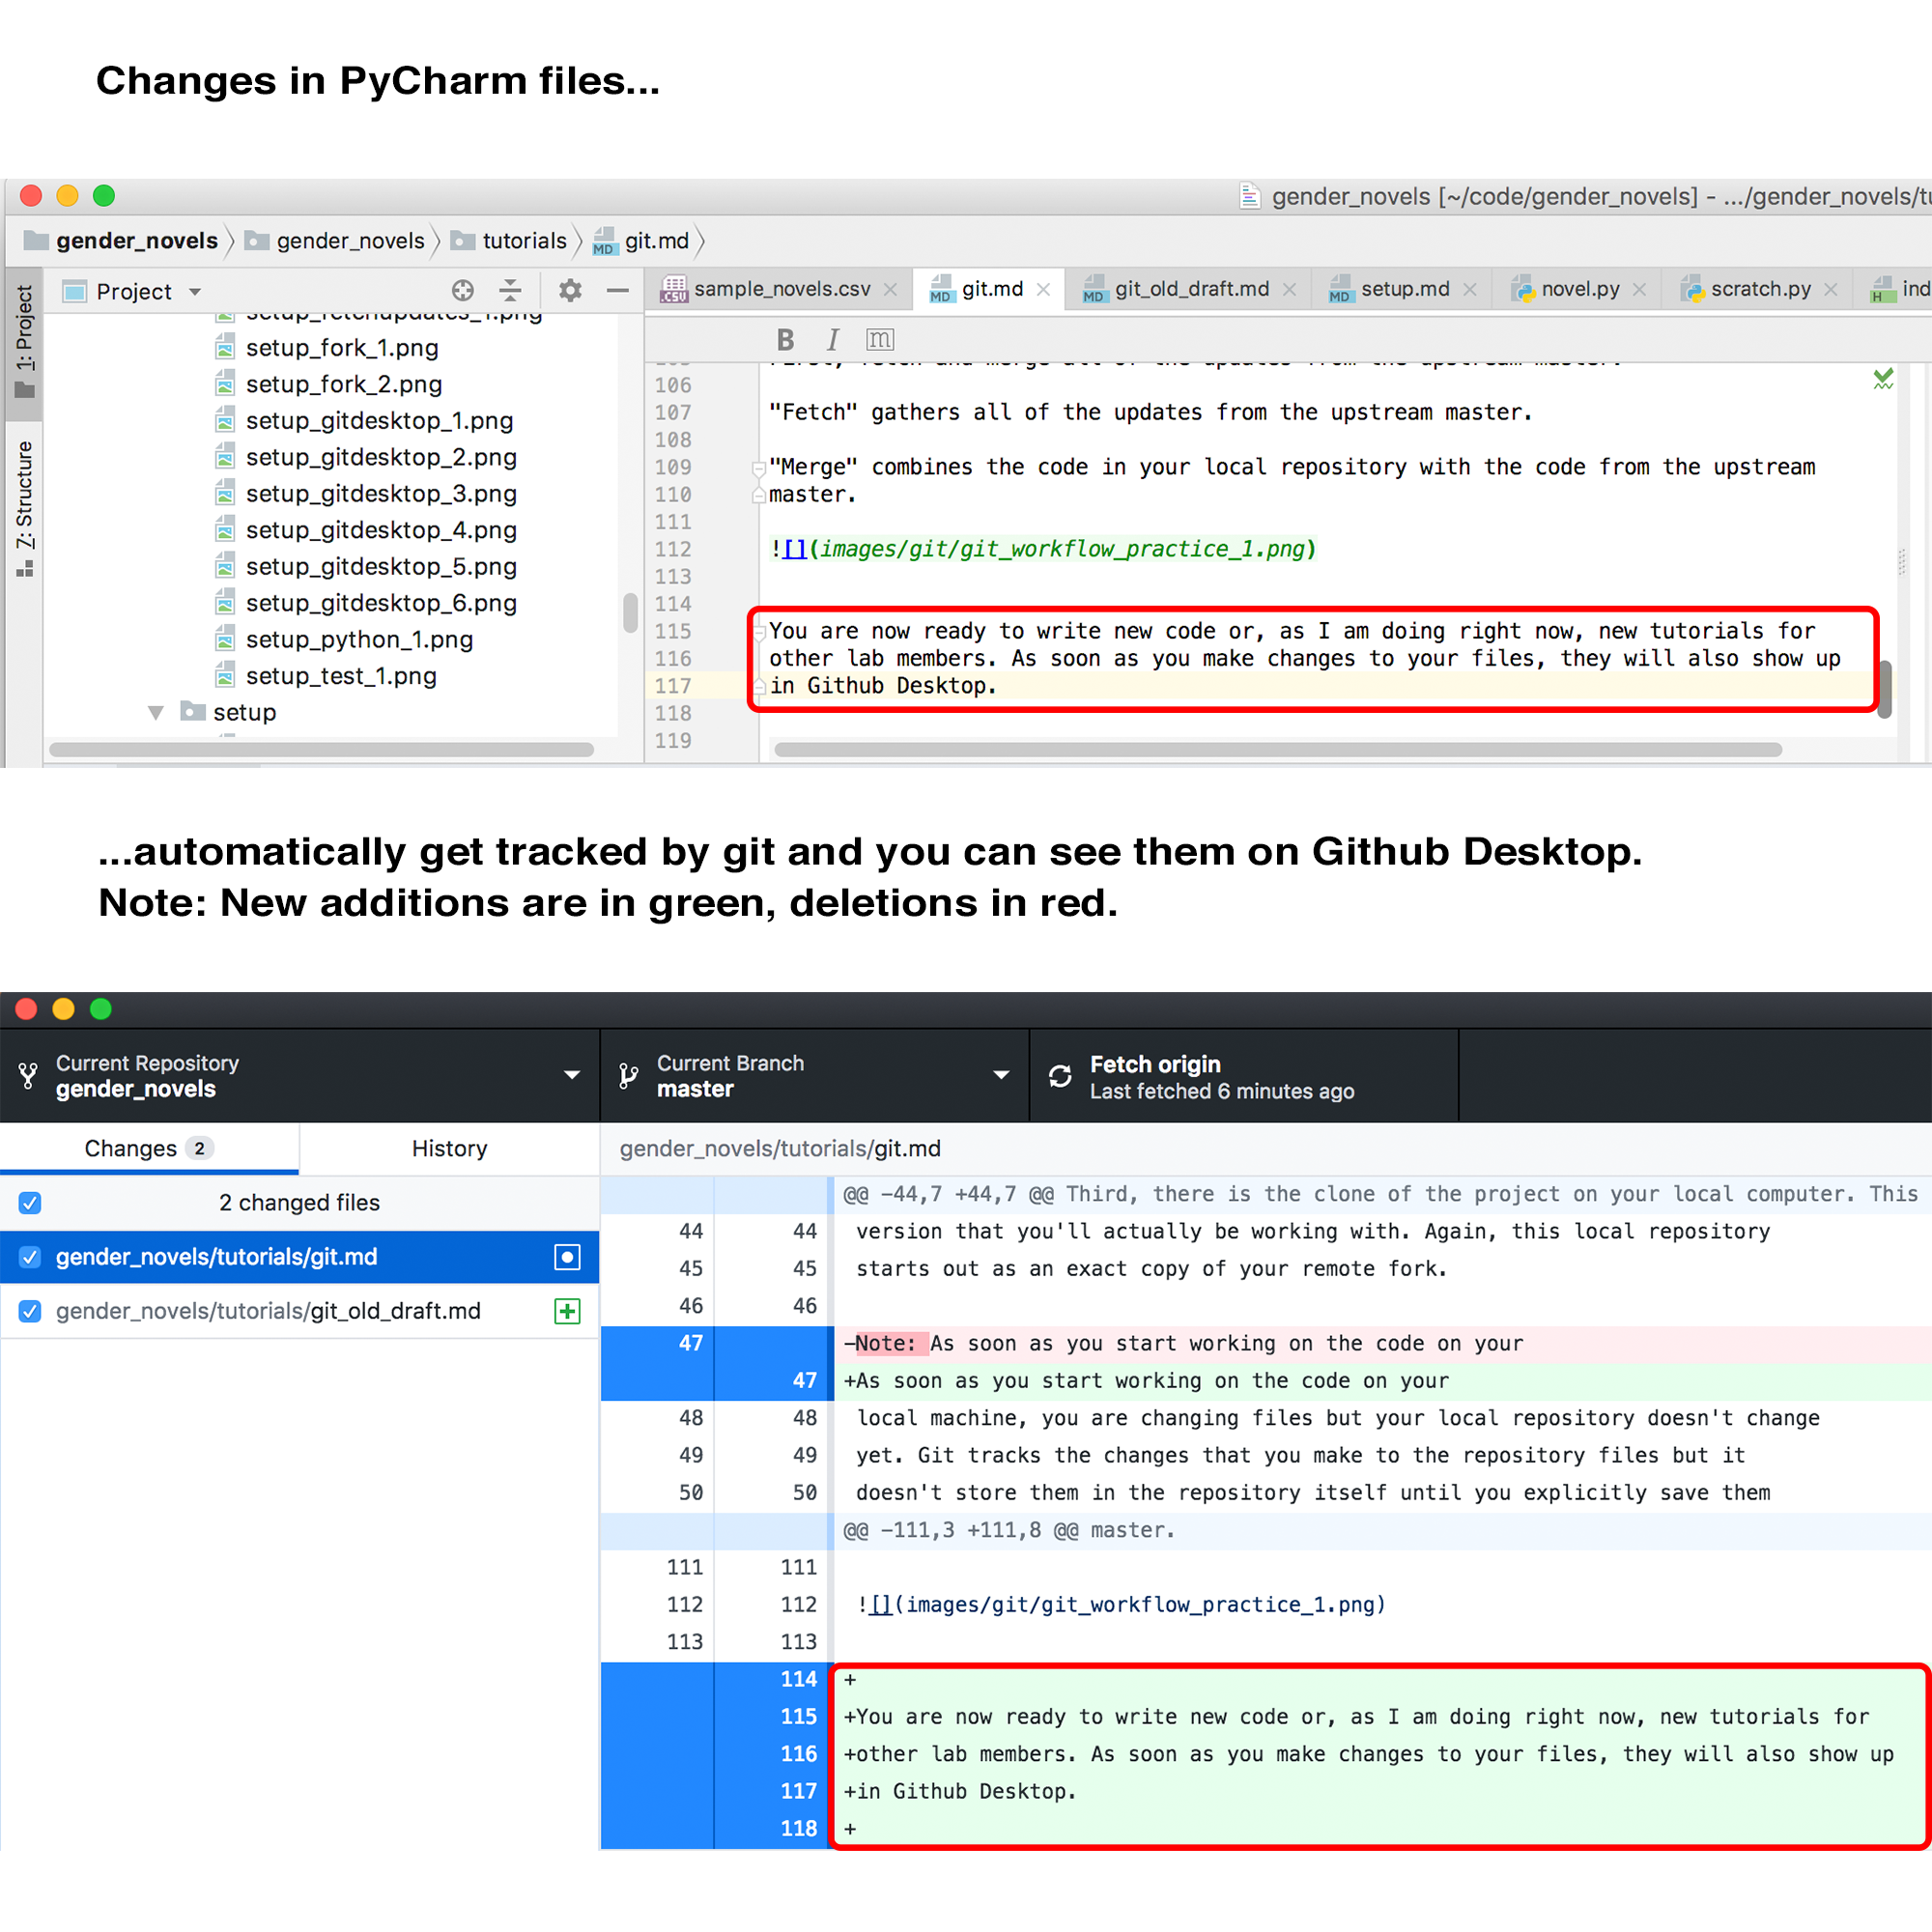 Changes in PyCharm files...
gender_novels [~/code/gender_novels] - .../gender_novels/tu
gender_novels gender_novels tutorials git.md
1: Project
7: Structure
Project
setup_fetchupdates_1.png
setup_fork_1.png
setup_fork_2.png
setup_gitdesktop_1.png
setup_gitdesktop_2.png
setup_gitdesktop_3.png
setup_gitdesktop_4.png
setup_gitdesktop_5.png
setup_gitdesktop_6.png
setup_python_1.png
setup_test_1.png
setup
sample_novels.csv git.md git_old_draft.md setup.md novel.py scratch.py ind
B I m
First, fetch and merge all of the updates from the upstream master.
106
107 "Fetch" gathers all of the updates from the upstream master.
108
109 "Merge" combines the code in your local repository with the code from the upstream
110 master.
111
112 ![](images/git/git_workflow_practice_1.png)
113
114
115 You are now ready to write new code or, as I am doing right now, new tutorials for
116 other lab members. As soon as you make changes to your files, they will also show up
117 in Github Desktop.
118
119
...automatically get tracked by git and you can see them on Github Desktop.
Note: New additions are in green, deletions in red.
Current Repository
gender_novels
Current Branch
master
Fetch origin
Last fetched 6 minutes ago
Changes 2 History
2 changed files
gender_novels/tutorials/git.md
gender_novels/tutorials/git_old_draft.md
gender_novels/tutorials/git.md
@@ -44,7 +44,7 @@ Third, there is the clone of the project on your local computer. This
44 44 version that you'll actually be working with. Again, this local repository
45 45 starts out as an exact copy of your remote fork.
46 46
47 -Note: As soon as you start working on the code on your
47 +As soon as you start working on the code on your
48 48 local machine, you are changing files but your local repository doesn't change
49 49 yet. Git tracks the changes that you make to the repository files but it
50 50 doesn't store them in the repository itself until you explicitly save them
@@ -111,3 +111,8 @@ master.
111 111
112 112 ![](images/git/git_workflow_practice_1.png)
113 113
114 +
115 +You are now ready to write new code or, as I am doing right now, new tutorials for
116 +other lab members. As soon as you make changes to your files, they will also show up
117 +in Github Desktop.
118 +